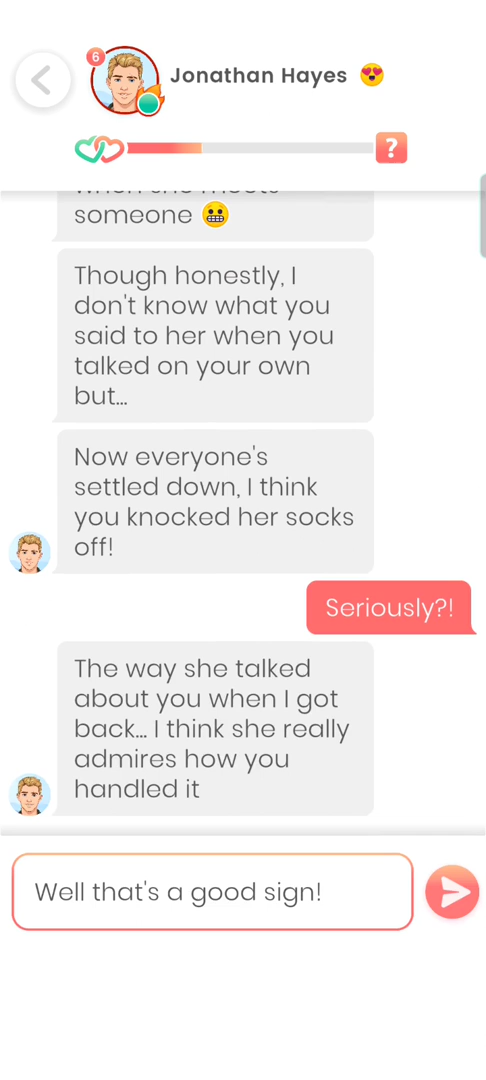 6
Jonathan Hayes
?
someone
Though honestly, I
don't know what you
said to her when you
talked on your own
but...
Now everyone's
settled down, I think
you knocked her socks
off!
Seriously?!
The way she talked
about you when I got
back... I think she really
admires how you
handled it
Well that's a good sign!